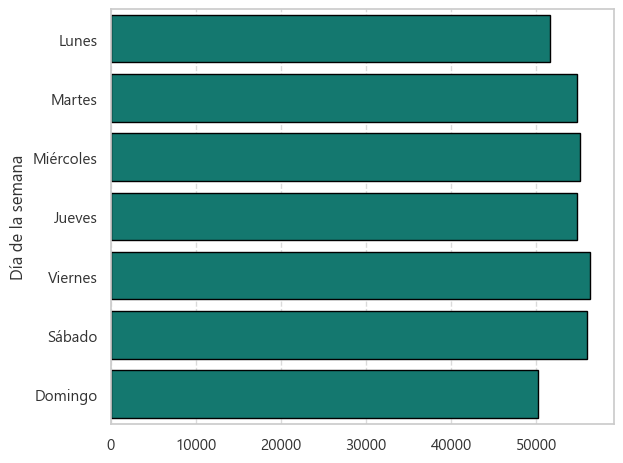 Día de la semana
Lunes
Martes
Miércoles
Jueves
Viernes
Sábado
Domingo
0 10000 20000 30000 40000 50000